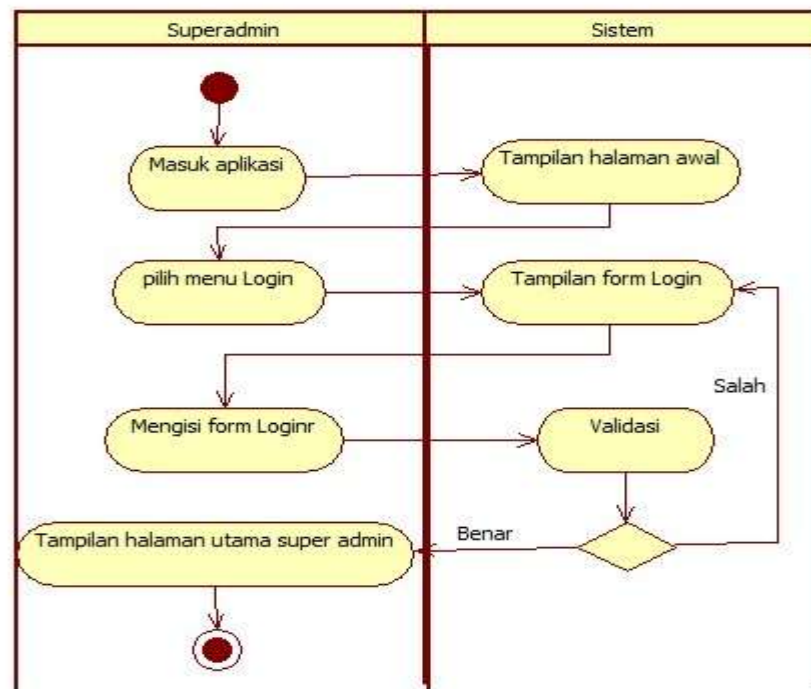 Superadmin
Sistem
Masuk aplikasi
Tampilan halaman awal
pilih menu Login
Tampilan form Login
Salah
Mengisi form Loginr
Validasi
Benar
Tampilan halaman utama super admin